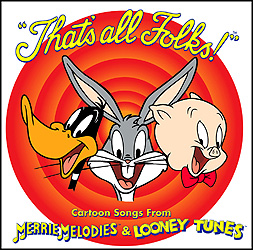 "That's all Folks!"
Cartoon Songs From
MERRIE MELODIES & LOONEY TUNES